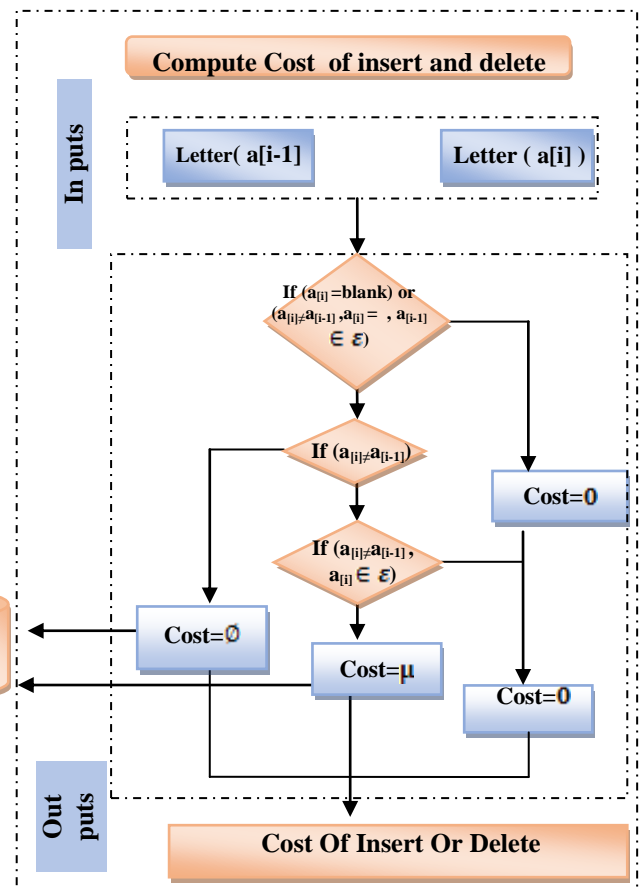 Compute Cost of insert and delete
In puts
Letter( a[i-1]
Letter ( a[i] )
If (a[i] =blank) or
(a[i]≠a[i-1] ,a[i] = , a[i-1]
∈ ε)
If (a[i]≠a[i-1])
Cost=0
If (a[i]≠a[i-1] ,
a[i] ∈ ε)
Cost=∅
Cost=μ
Cost=0
Out
puts
Cost Of Insert Or Delete